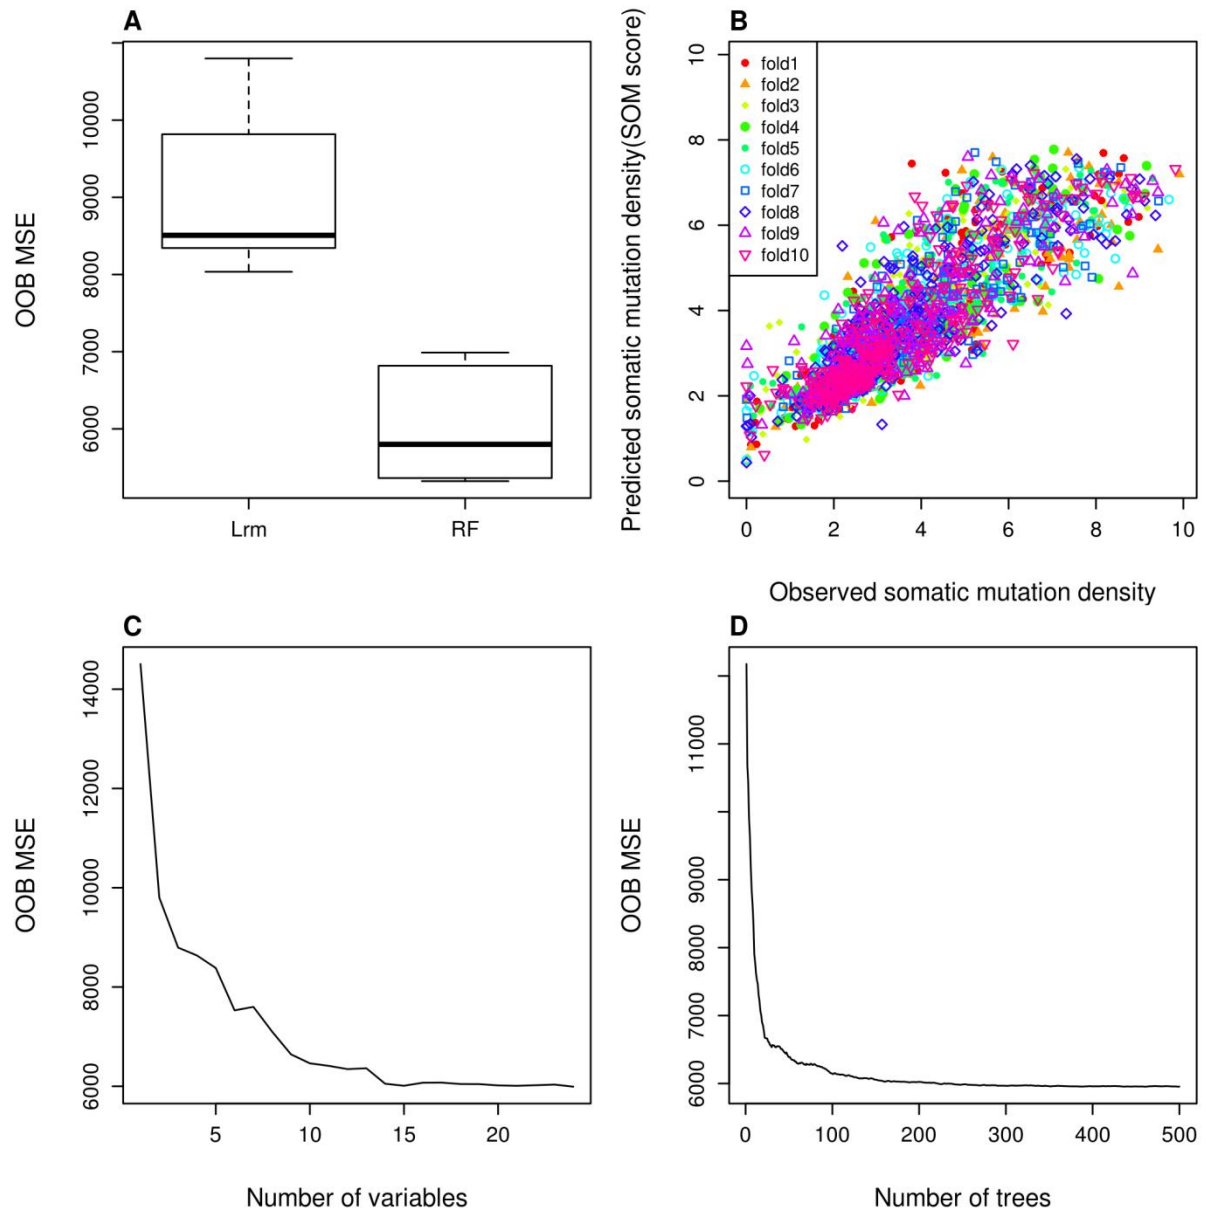 A
OOB MSE
10000
9000
8000
7000
6000
Lrm
RF
B
Predicted somatic mutation density(SOM score)
10
8
6
4
2
0
fold1
fold2
fold3
fold4
fold5
fold6
fold7
fold8
fold9
fold10
0 2 4 6 8 10
Observed somatic mutation density
C
OOB MSE
14000
12000
10000
8000
6000
5 10 15 20
Number of variables
D
OOB MSE
11000
9000
8000
7000
6000
0 100 200 300 400 500
Number of trees